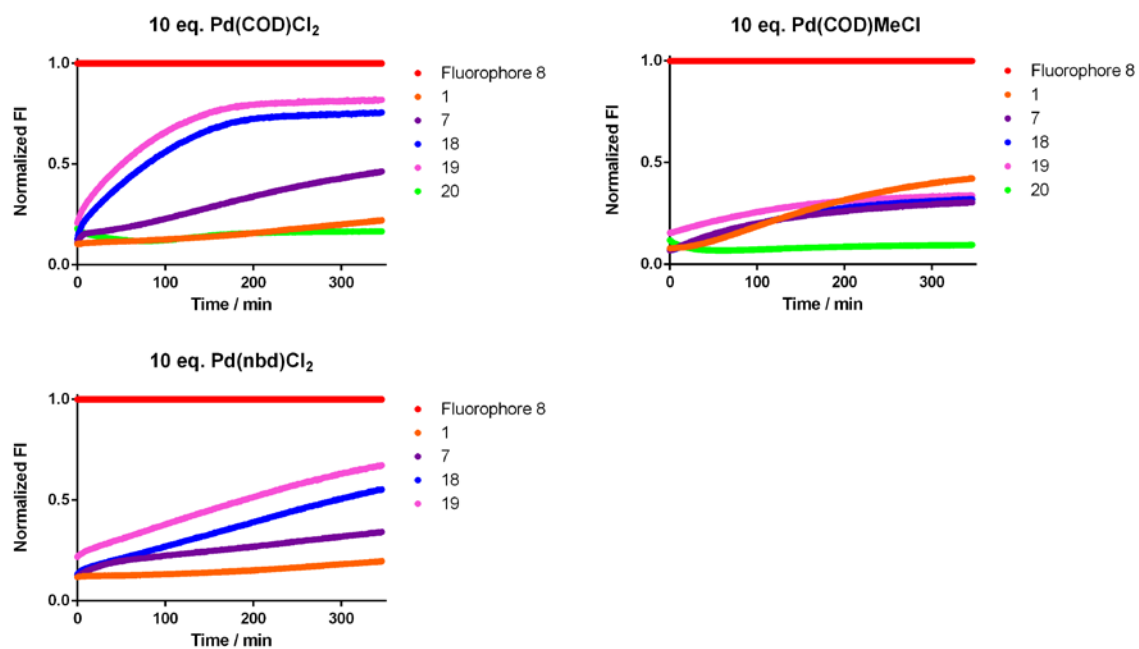 10 eq. Pd(COD)Cl₂
Normalized FI
1.0
0.5
0.0
0
100
200
300
Time / min
Fluorophore 8
1
7
18
19
20
10 eq. Pd(COD)MeCl
Normalized FI
1.0
0.5
0.0
0
100
200
300
Time / min
Fluorophore 8
1
7
18
19
20
10 eq. Pd(nbd)Cl₂
Normalized FI
1.0
0.5
0.0
0
100
200
300
Time / min
Fluorophore 8
1
7
18
19